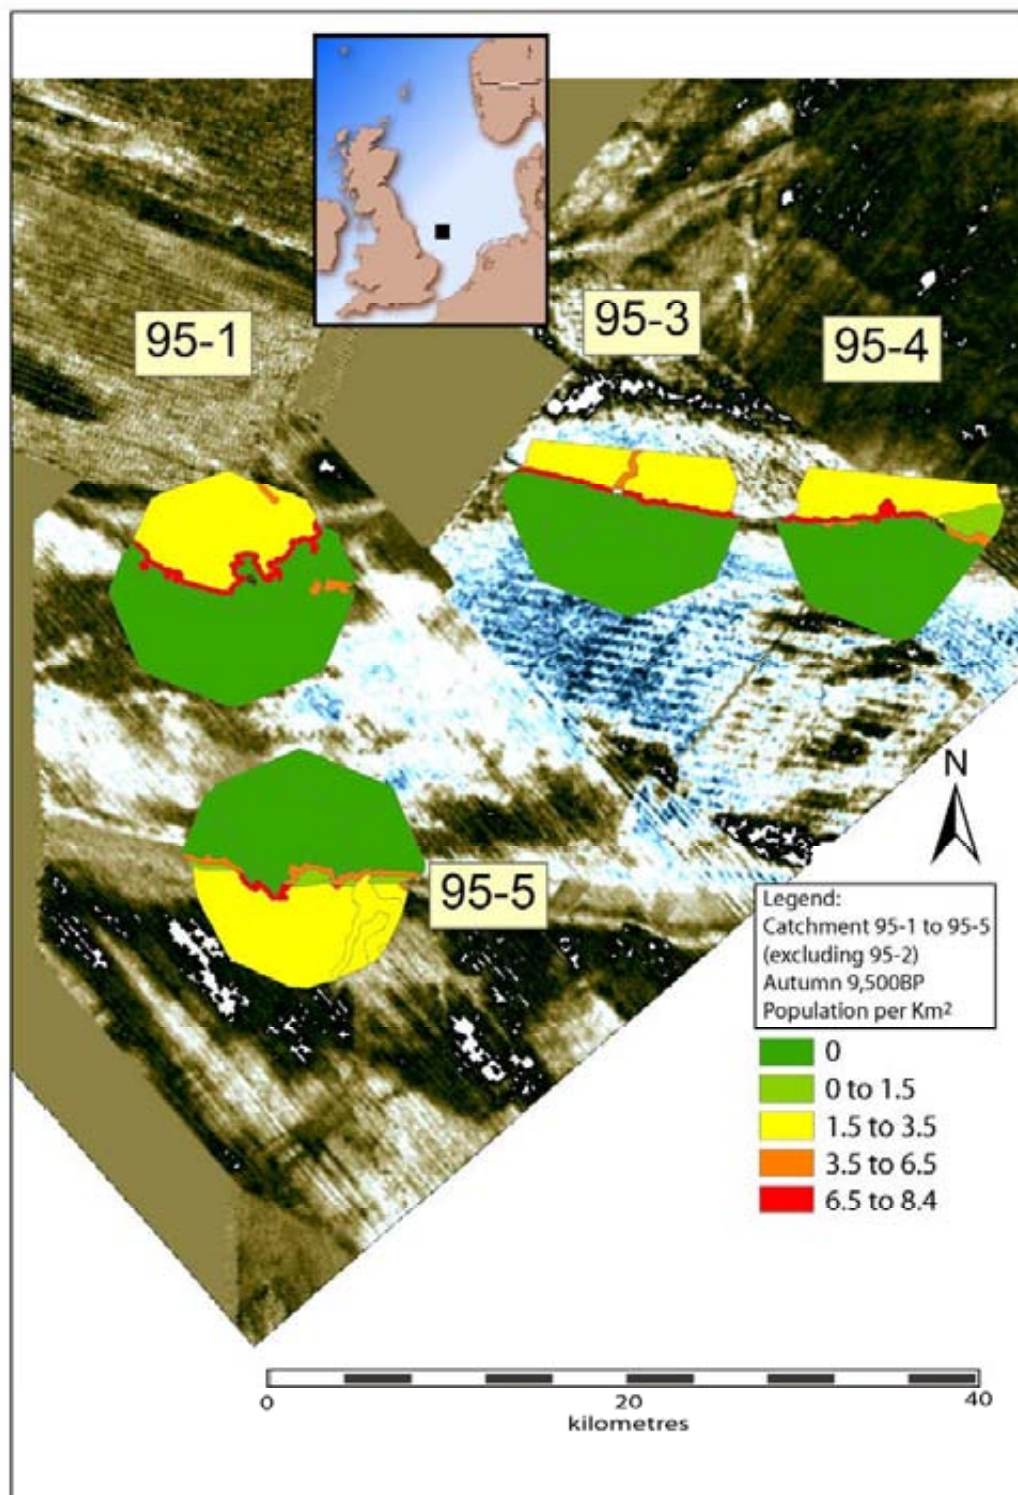 95-1
95-3
95-4
95-5
N
Legend:
Catchment 95-1 to 95-5
(excluding 95-2)
Autumn 9,500BP
Population per Km²
0
0 to 1.5
1.5 to 3.5
3.5 to 6.5
6.5 to 8.4
0 20 40
kilometres